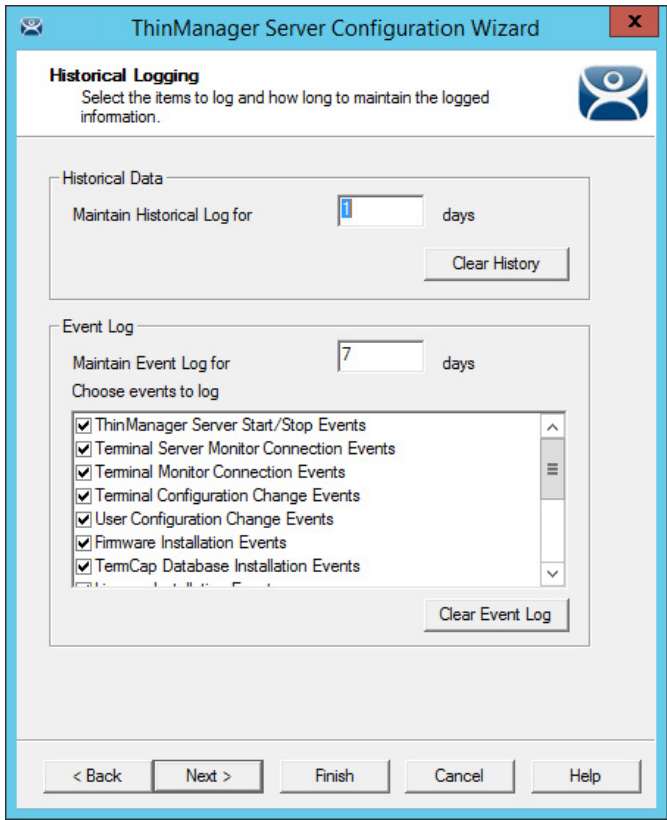 ThinManager Server Configuration Wizard
x
Historical Logging
Select the items to log and how long to maintain the logged
information.
Historical Data
Maintain Historical Log for 1 days
Clear History
Event Log
Maintain Event Log for 7 days
Choose events to log
ThinManager Server Start/Stop Events
Terminal Server Monitor Connection Events
Terminal Monitor Connection Events
Terminal Configuration Change Events
User Configuration Change Events
Firmware Installation Events
TermCap Database Installation Events
Clear Event Log
< Back Next > Finish Cancel Help